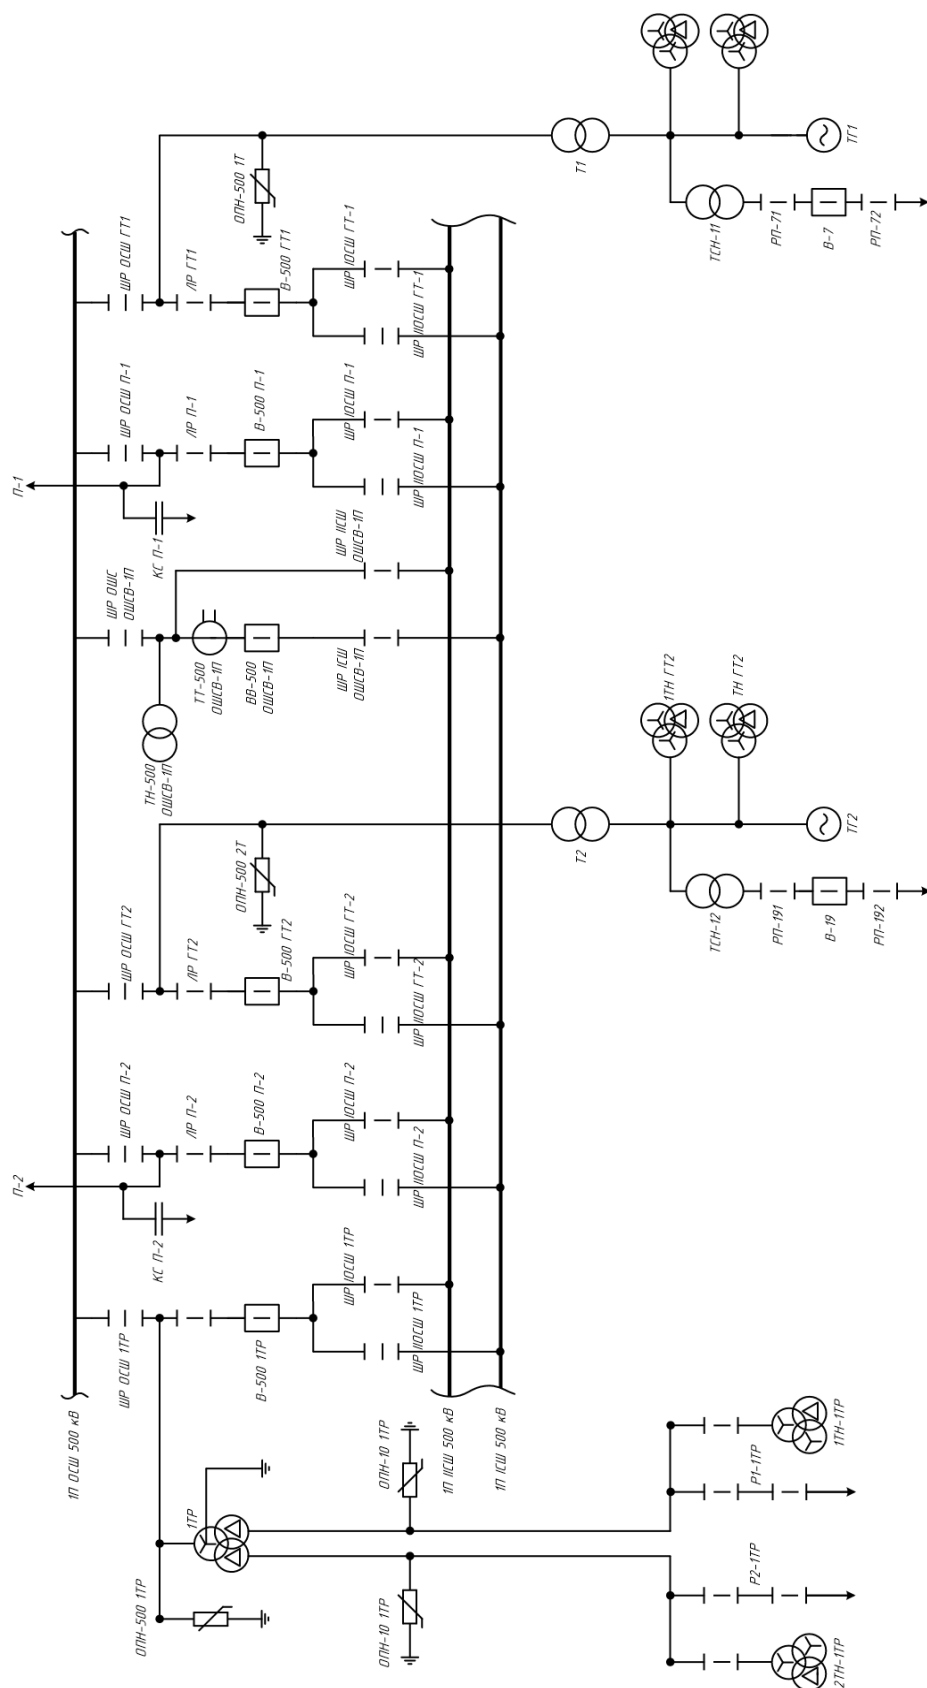 ШР ОСШ ГТ1
ЛР ГТ1
ОПН-500 1Т
В-500 ГТ1
ШР IОСШ ГТ-1
ШР IIОСШ ГТ-1
Т1
ТСН-11
РП-71
В-7
РП-72
ТГ1
П-1
ШР ОСШ П-1
ЛР П-1
КС П-1
В-500 П-1
ШР IОСШ П-1
ШР IIОСШ П-1
ШР ОШС
ОШСВ-1П
ТТ-500
ОШСВ-1П
ВВ-500
ОШСВ-1П
ШР IIСШ
ОШСВ-1П
ШР IСШ
ОШСВ-1П
ТН-500
ОШСВ-1П
1ТН ГТ2
ТН ГТ2
ШР ОСШ ГТ2
ЛР ГТ2
ОПН-500 2Т
В-500 ГТ2
ШР IОСШ ГТ-2
ШР IIОСШ ГТ-2
Т2
ТСН-12
РП-191
В-19
РП-192
ТГ2
П-2
ШР ОСШ П-2
ЛР П-2
КС П-2
В-500 П-2
ШР IОСШ П-2
ШР IIОСШ П-2
ШР ОСШ 1ТР
В-500 1ТР
ШР IОСШ 1ТР
ШР IIОСШ 1ТР
1П ОСШ 500 кВ
1П IIСШ 500 кВ
1П IСШ 500 кВ
1ТР
ОПН-500 1ТР
ОПН-10 1ТР
ОПН-10 1ТР
1ТН-1ТР
Р1-1ТР
Р2-1ТР
2ТН-1ТР